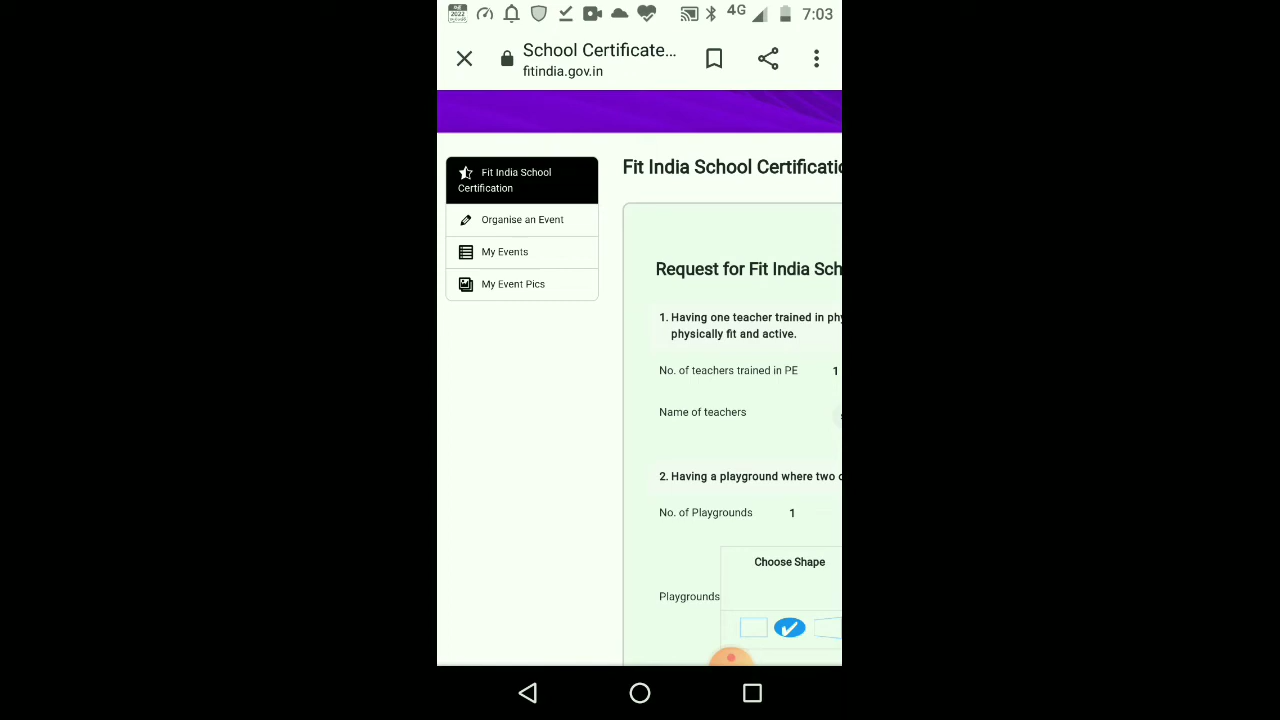 2022
4G 7:03
School Certificate...
fitindia.gov.in
Fit India School
Certification
Organise an Event
My Events
My Event Pics
Fit India School Certificatio
Request for Fit India Sch
1. Having one teacher trained in phy
physically fit and active.
No. of teachers trained in PE 1
Name of teachers
2. Having a playground where two o
No. of Playgrounds 1
Choose Shape
Playgrounds